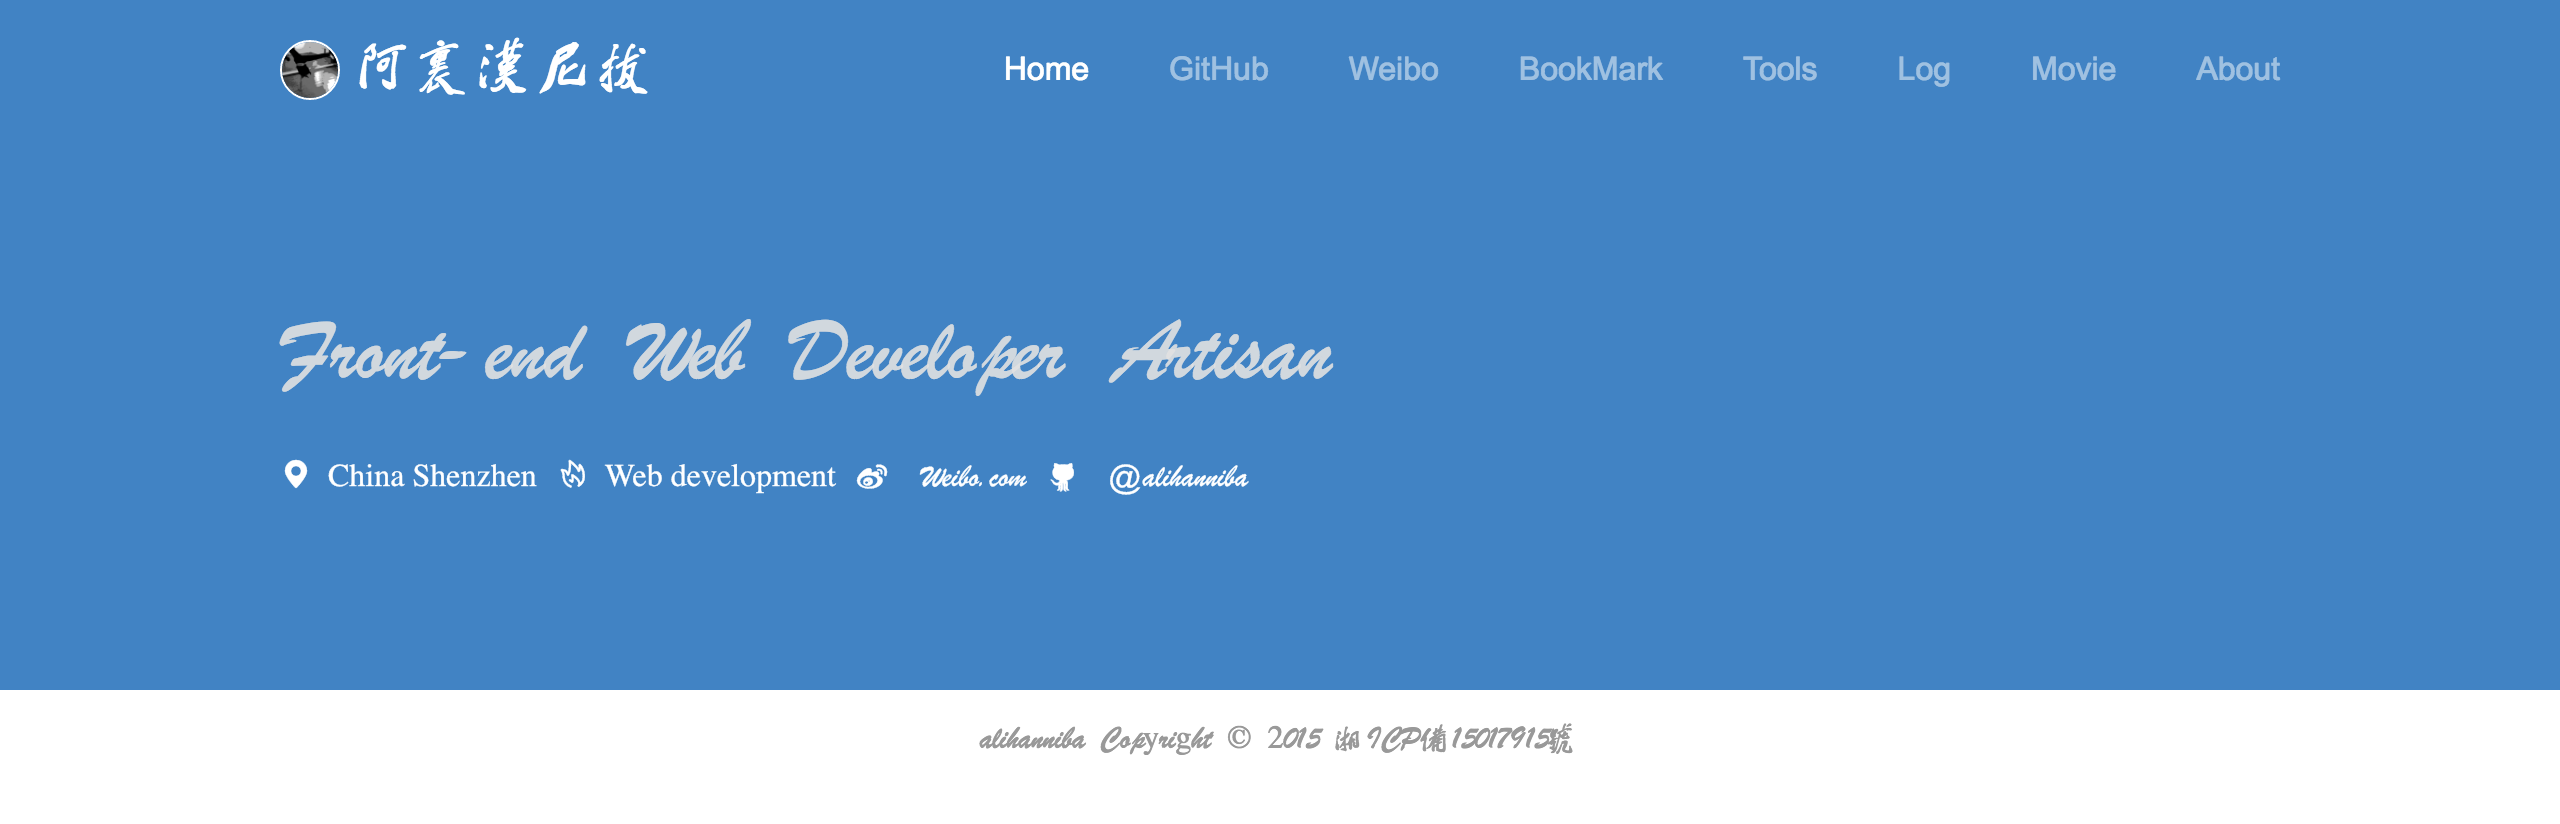 阿裏漢尼拔 Home GitHub Weibo BookMark Tools Log Movie About
Front-end Web Developer Artisan
China Shenzhen Web development Weibo.com @alihanniba
alihanniba Copyright © 2015 湘ICP備15017915號